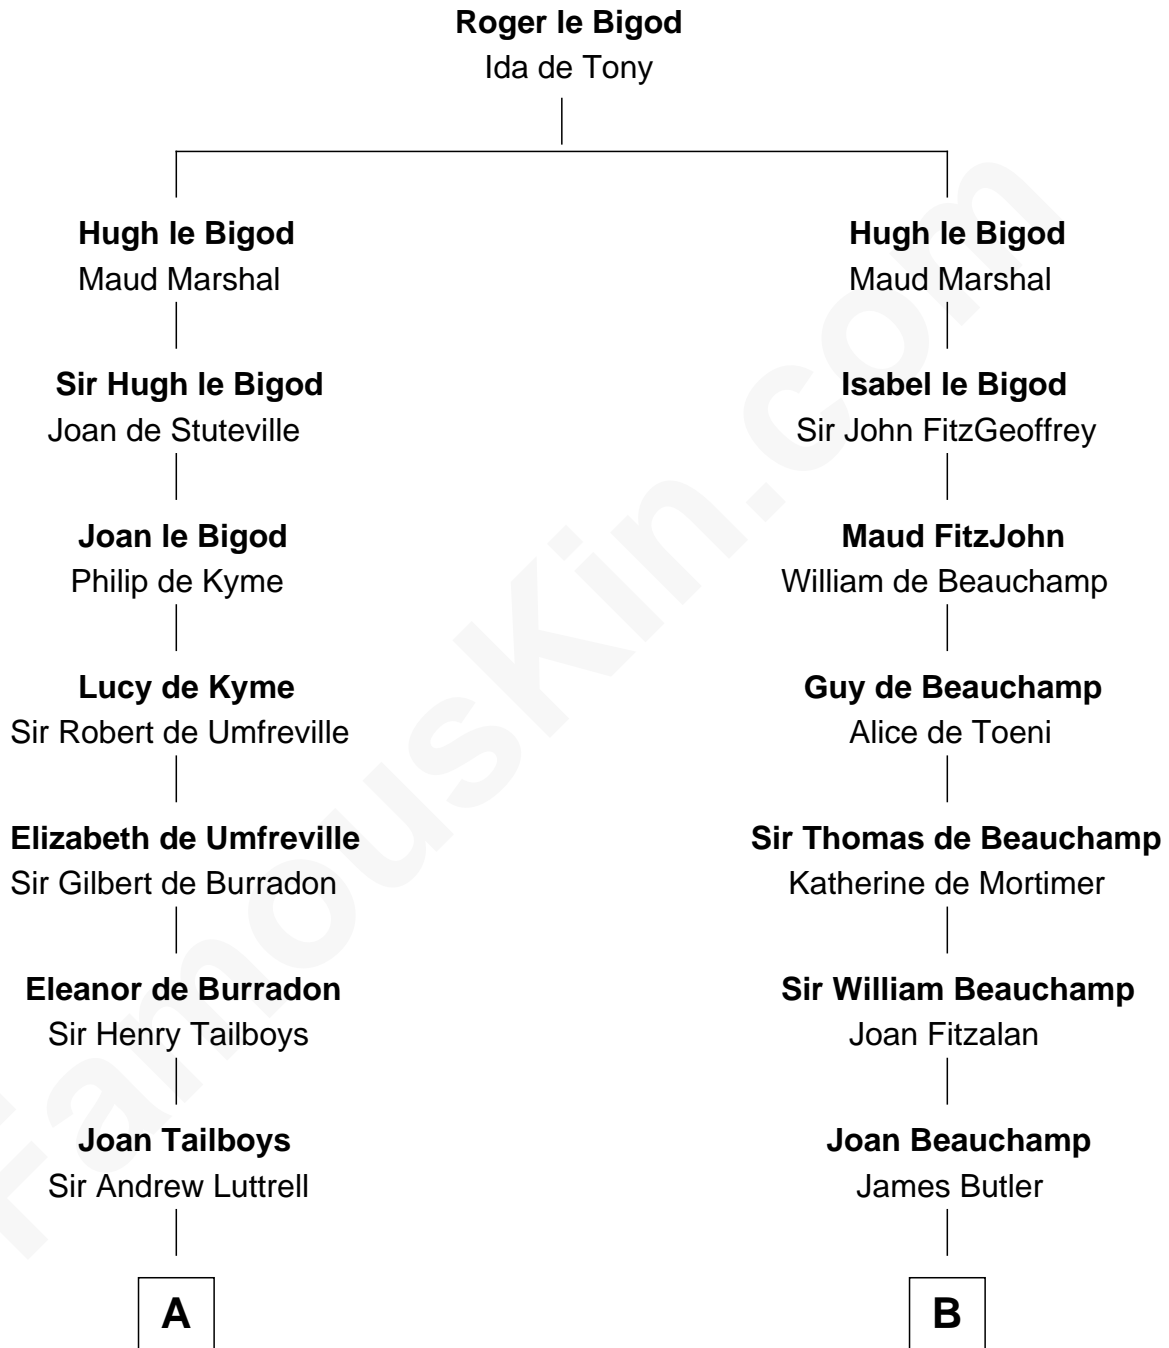 Roger le Bigod
Ida de Tony
Hugh le Bigod
Maud Marshal
Hugh le Bigod
Maud Marshal
Sir Hugh le Bigod
Joan de Stuteville
Isabel le Bigod
Sir John FitzGeoffrey
Joan le Bigod
Philip de Kyme
Maud FitzJohn
William de Beauchamp
Lucy de Kyme
Sir Robert de Umfreville
Guy de Beauchamp
Alice de Toeni
Elizabeth de Umfreville
Sir Gilbert de Burradon
Sir Thomas de Beauchamp
Katherine de Mortimer
Eleanor de Burradon
Sir Henry Tailboys
Sir William Beauchamp
Joan Fitzalan
Joan Tailboys
Sir Andrew Luttrell
Joan Beauchamp
James Butler
A
B
FamousKin.com